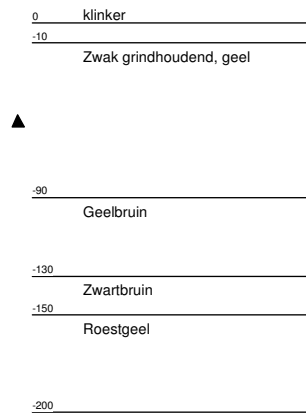 0 klinker
-10
Zwak grindhoudend, geel
-90
Geelbruin
-130
Zwartbruin
-150
Roestgeel
-200